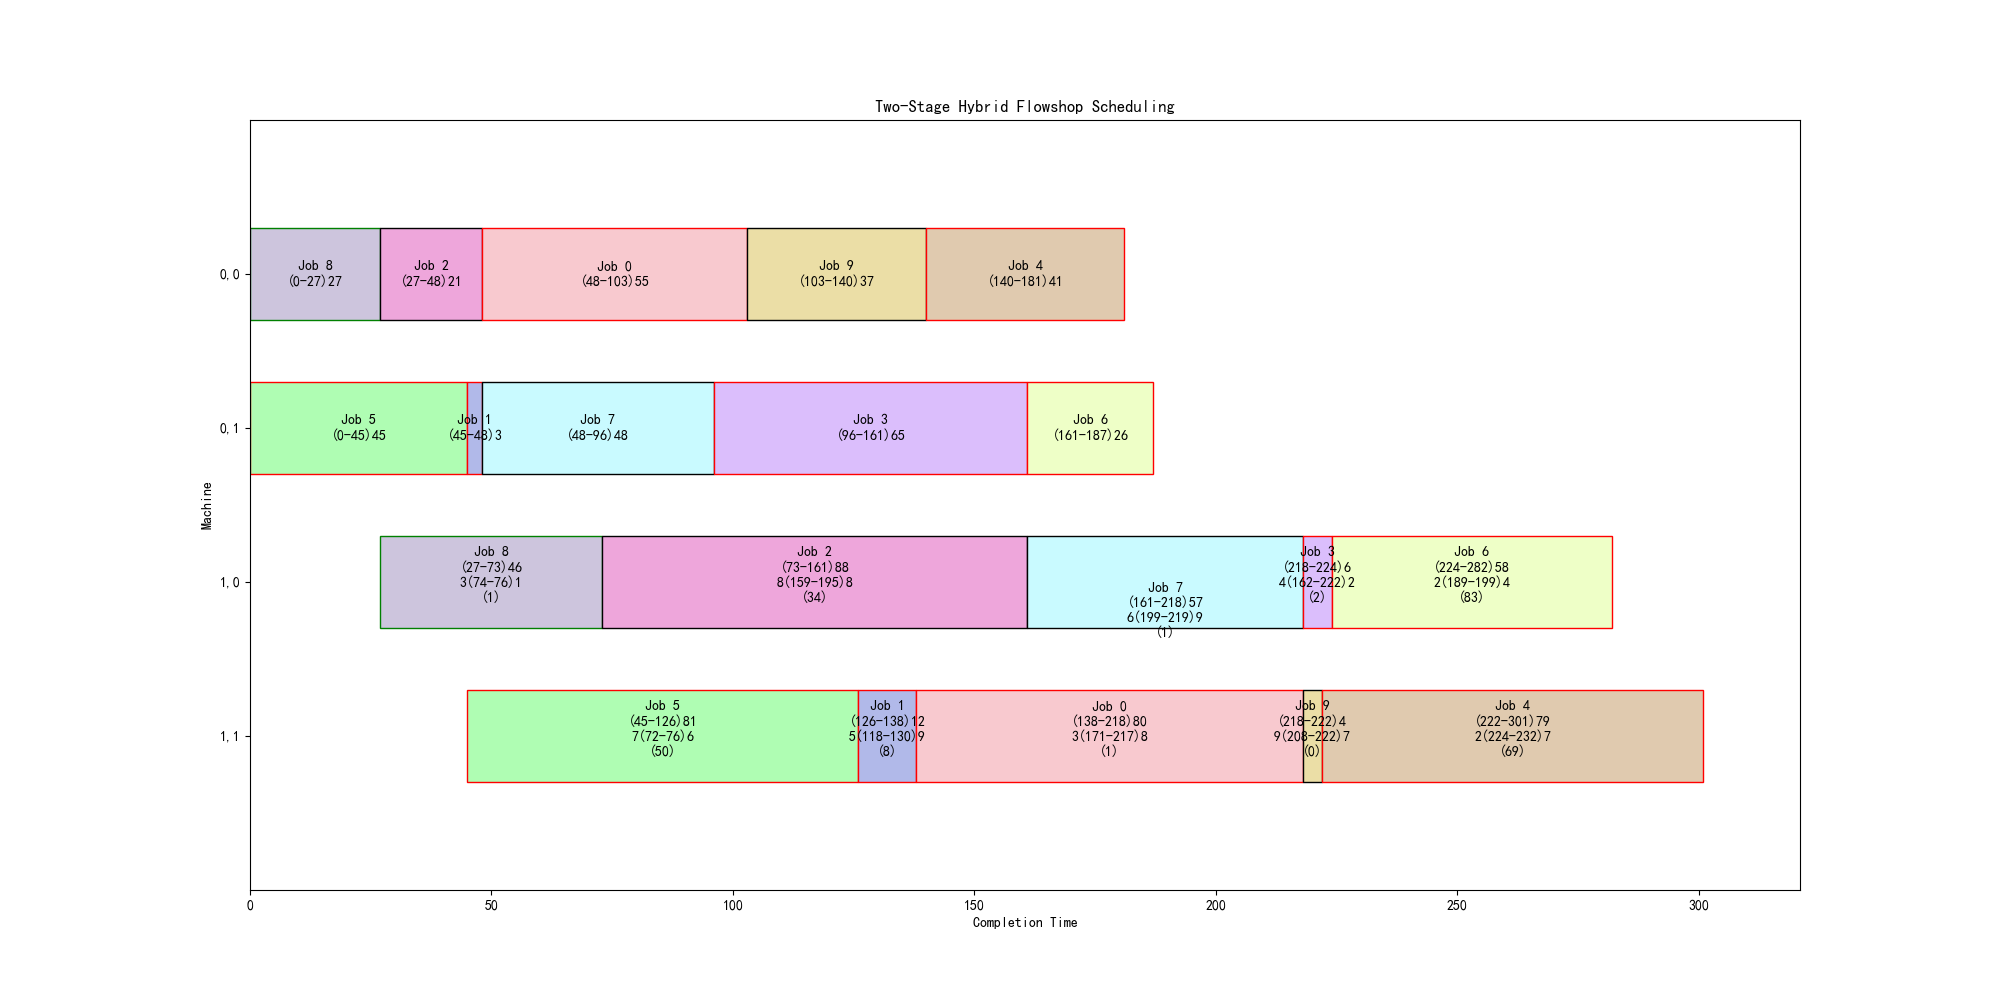 Two-Stage Hybrid Flowshop Scheduling
0,0
Job 8
(0-27)27
Job 2
(27-48)21
Job 0
(48-103)55
Job 9
(103-140)37
Job 4
(140-181)41
0,1
Job 5
(0-45)45
Job 1
(45-48)3
Job 7
(48-96)48
Job 3
(96-161)65
Job 6
(161-187)26
Machine
1,0
Job 8
(27-73)46
3(74-76)1
(1)
Job 2
(73-161)88
8(159-195)8
(34)
Job 7
(161-218)57
6(199-219)9
(1)
Job 3
(218-224)6
4(162-222)2
(2)
Job 6
(224-282)58
2(189-199)4
(83)
1,1
Job 5
(45-126)81
7(72-76)6
(50)
Job 1
(126-138)12
5(118-130)9
(8)
Job 0
(138-218)80
3(171-217)8
(1)
Job 9
(218-222)4
9(208-222)7
(0)
Job 4
(222-301)79
2(224-232)7
(69)
0
50
100
150
200
250
300
Completion Time